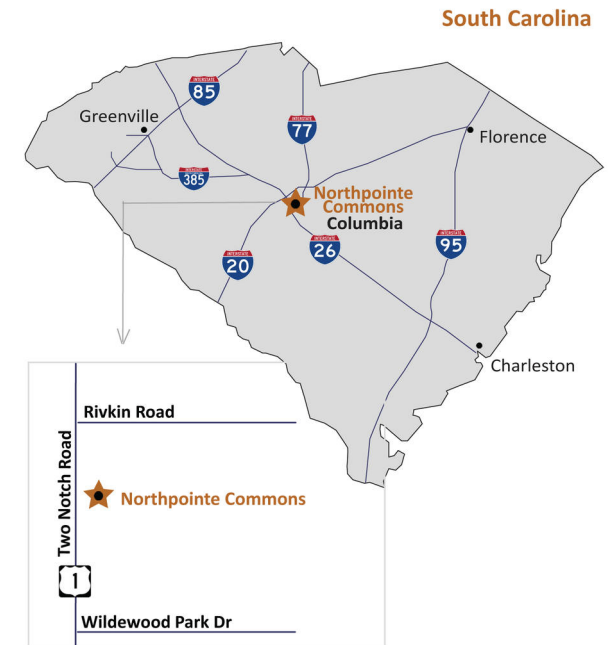 South Carolina
INTERSTATE
85
Greenville
INTERSTATE
77
Florence
INTERSTATE
385
Northpointe
Commons
Columbia
INTERSTATE
95
INTERSTATE
26
INTERSTATE
20
Charleston
Rivkin Road
Two Notch Road
Northpointe Commons
1
Wildewood Park Dr